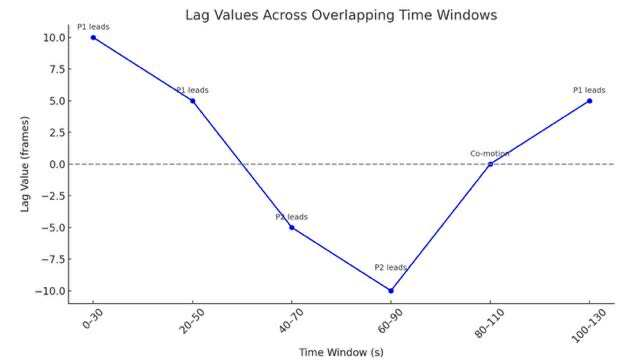 Lag Values Across Overlapping Time Windows
P1 leads
P1 leads
P2 leads
P2 leads
Co-motion
P1 leads
Lag Value (frames)
10.0
7.5
5.0
2.5
0.0
−2.5
−5.0
−7.5
−10.0
0–30
20–50
40–70
60–90
80–110
100–130
Time Window (s)